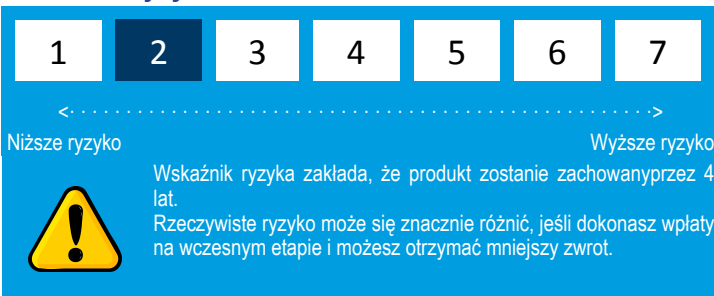 1 2 3 4 5 6 7
Niższe ryzyko Wyższe ryzyko
Wskaźnik ryzyka zakłada, że produkt zostanie zachowanyprzez 4
lat.
Rzeczywiste ryzyko może się znacznie różnić, jeśli dokonasz wpłaty
na wczesnym etapie i możesz otrzymać mniejszy zwrot.